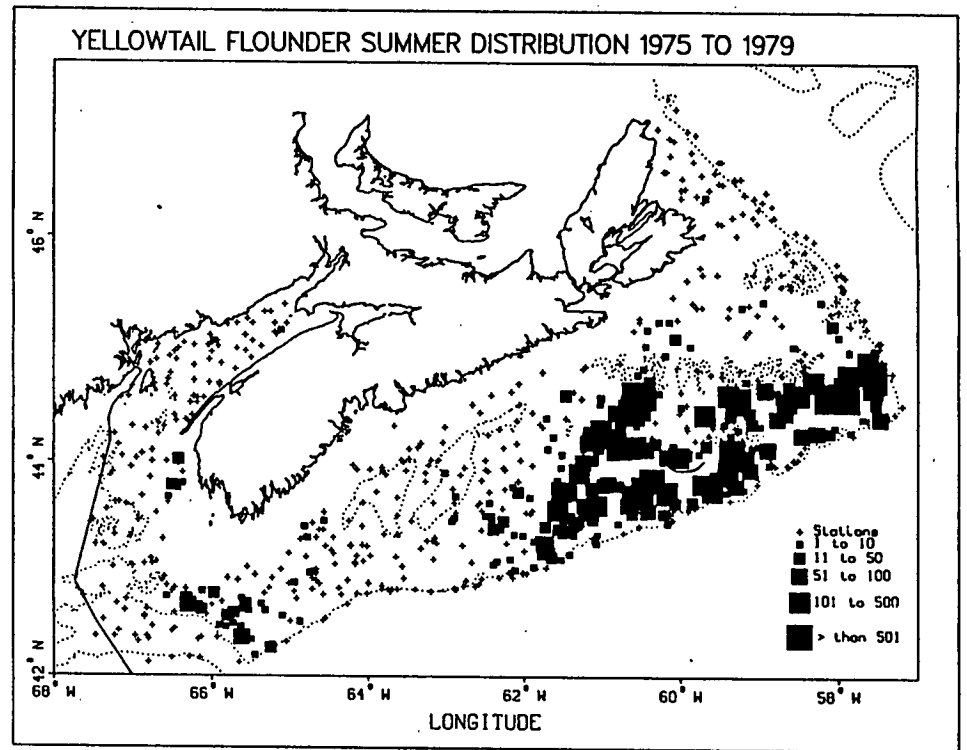 YELLOWTAIL FLOUNDER SUMMER DISTRIBUTION 1975 TO 1979
46° N
44° N
42° N
Stations
1 to 10
11 to 50
51 to 100
101 to 500
> than 501
68° W
66° W
64° W
62° W
60° W
58° W
LONGITUDE